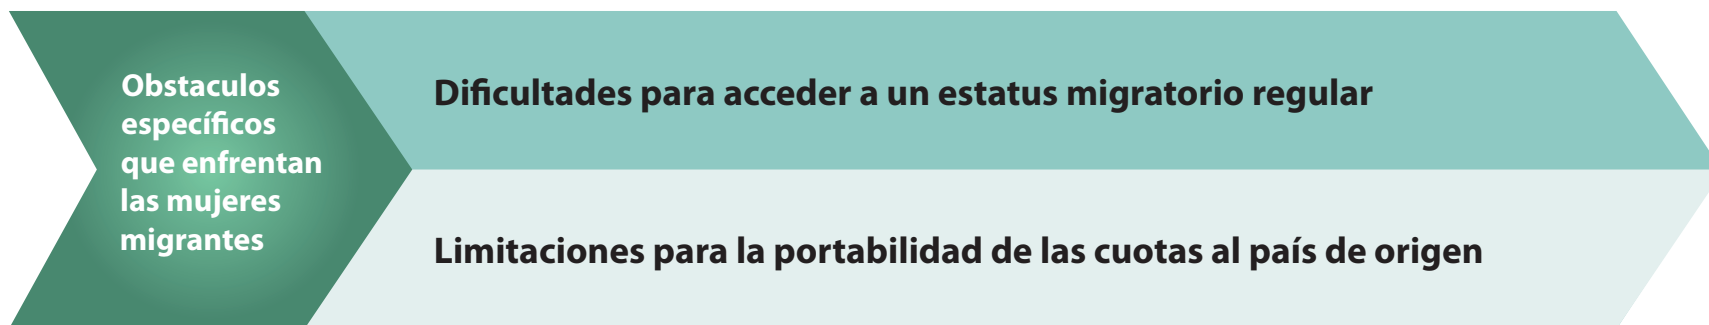 Obstaculos
específicos
que enfrentan
las mujeres
migrantes
Dificultades para acceder a un estatus migratorio regular
Limitaciones para la portabilidad de las cuotas al país de origen